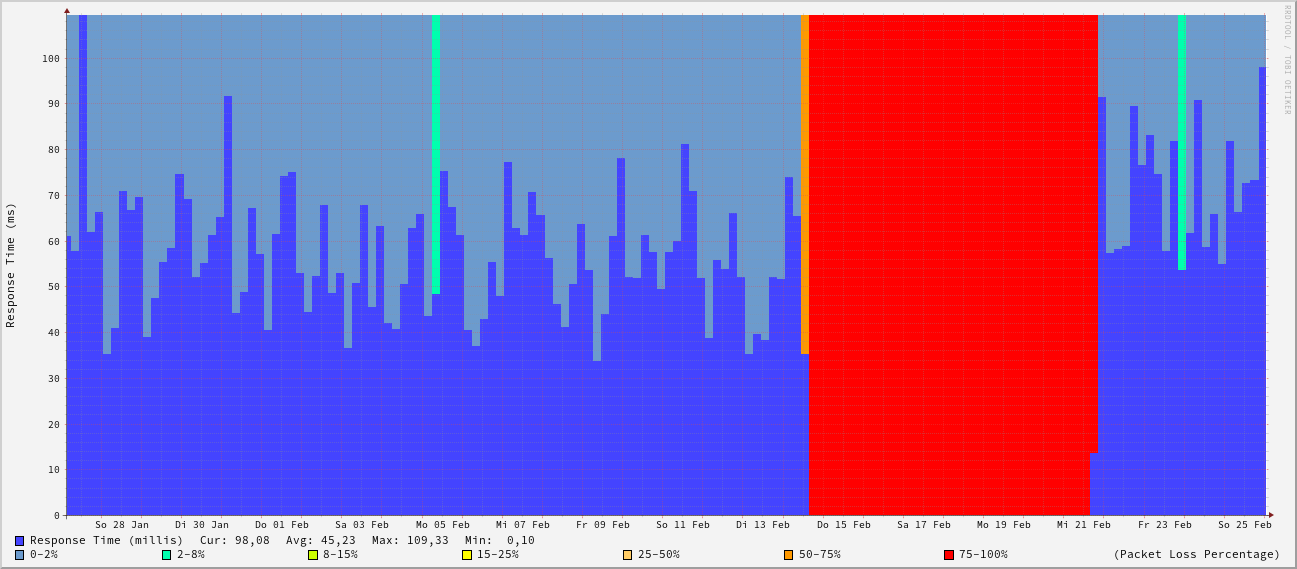 RRDTOOL / TOBI OETIKER
Response Time (ms)
100
90
80
70
60
50
40
30
20
10
0
So 28 Jan Di 30 Jan Do 01 Feb Sa 03 Feb Mo 05 Feb Mi 07 Feb Fr 09 Feb So 11 Feb Di 13 Feb Do 15 Feb Sa 17 Feb Mo 19 Feb Mi 21 Feb Fr 23 Feb So 25 Feb
Response Time (millis) Cur: 98,08 Avg: 45,23 Max: 109,33 Min: 0,10
0-2% 2-8% 8-15% 15-25% 25-50% 50-75% 75-100% (Packet Loss Percentage)